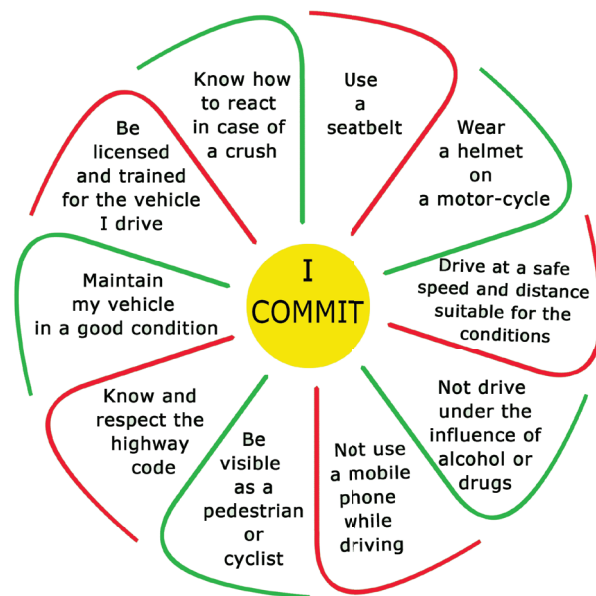 I
COMMIT
Use
a
seatbelt
Wear
a helmet
on
a motor-cycle
Drive at a safe
speed and distance
suitable for the
conditions
Not drive
under the
influence of
alcohol or
drugs
Not use
a mobile
phone
while
driving
Be
visible
as a
pedestrian
or
cyclist
Know and
respect the
highway
code
Maintain
my vehicle
in a good condition
Be
licensed
and trained
for the vehicle
I drive
Know how
to react
in case of
a crush